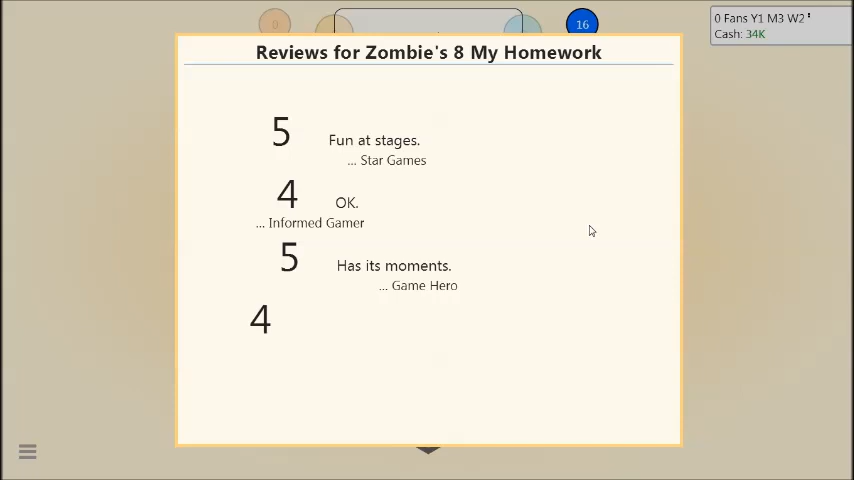 0
16
0 Fans Y1 M3 W2
Cash: 34K
Reviews for Zombie's 8 My Homework
5 Fun at stages.
... Star Games
4 OK.
... Informed Gamer
5 Has its moments.
... Game Hero
4